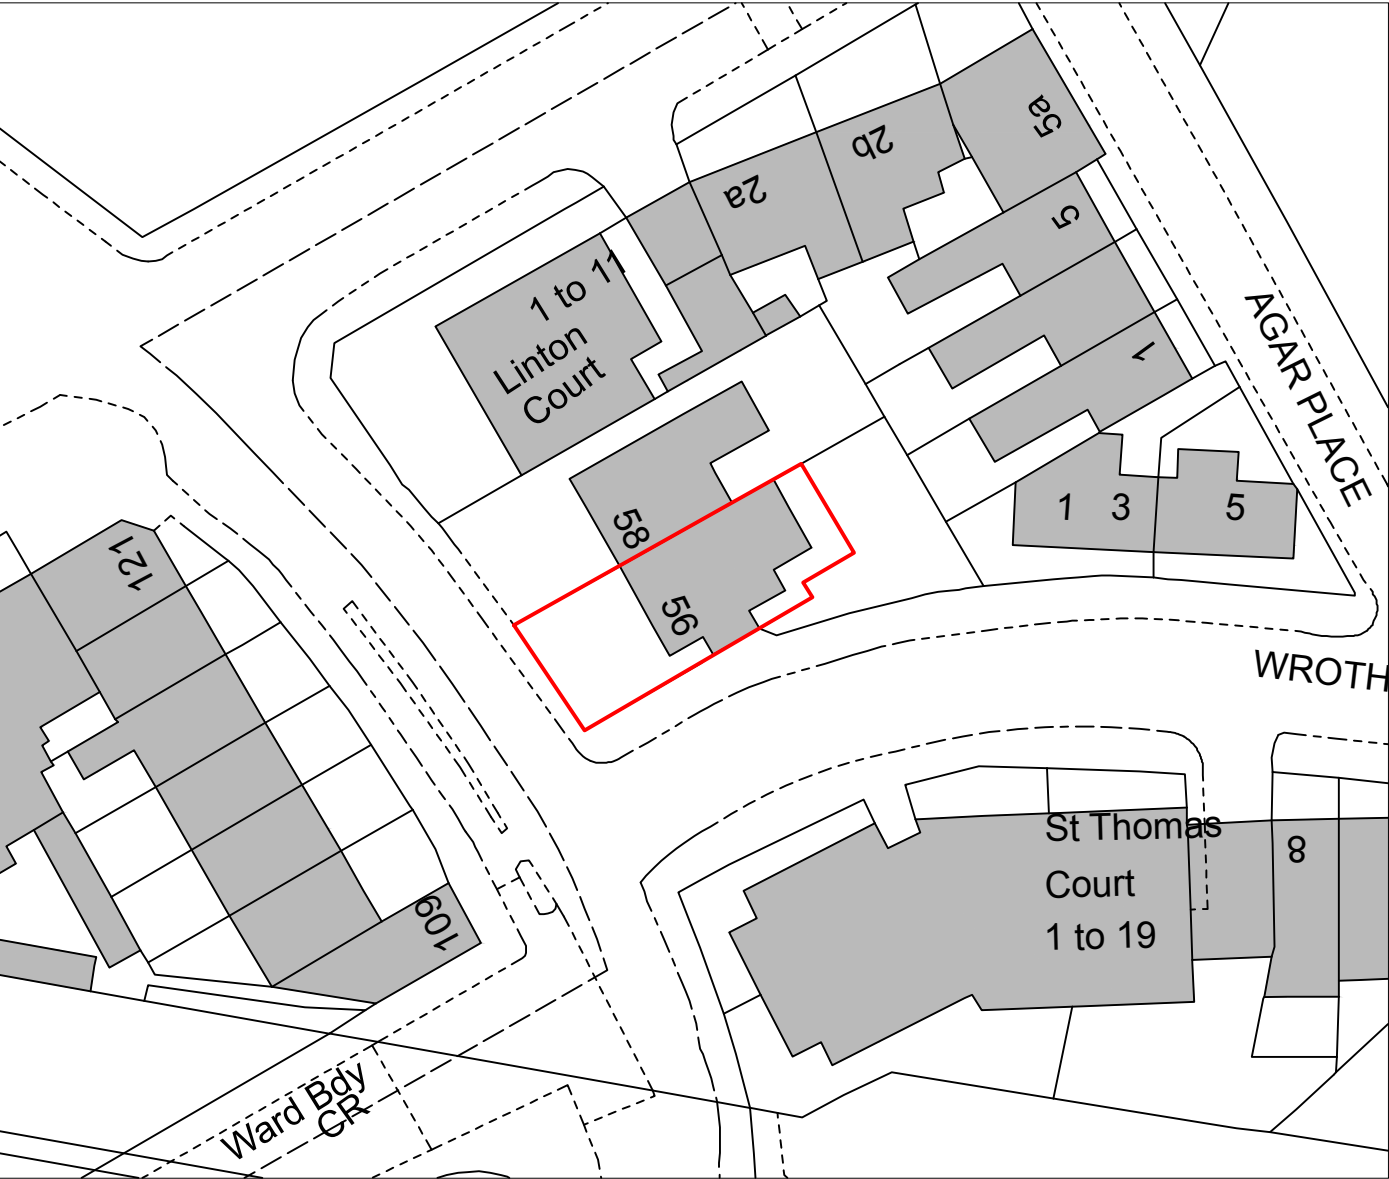 5a
2b
2a
5
1 to 11
Linton
Court
1
AGAR PLACE
58
1 3
5
121
56
WROTH
St Thomas
Court
1 to 19
8
109
Ward Bdy
CR